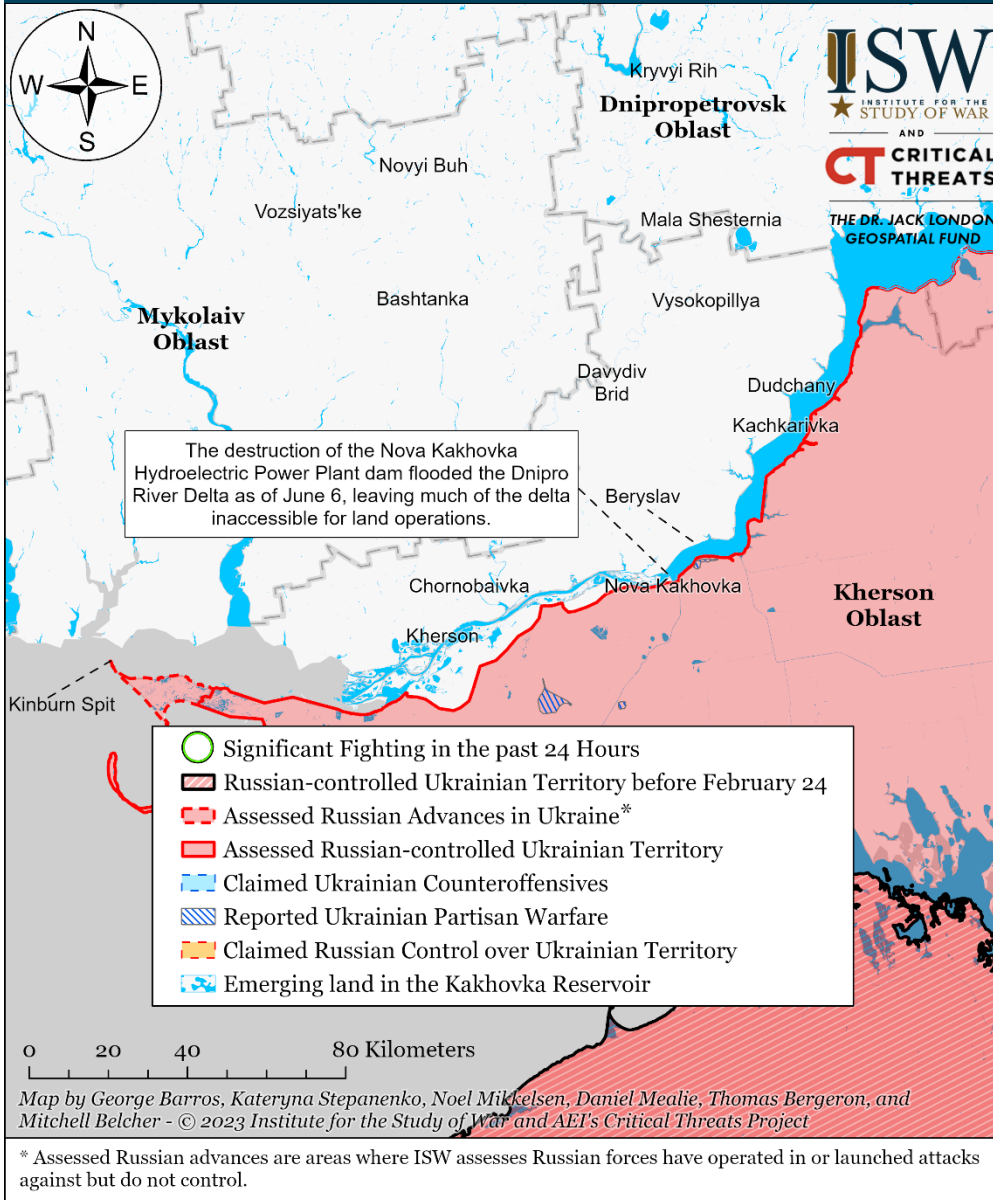 N
W
E
S
ISW
INSTITUTE FOR THE
STUDY OF WAR
AND
CT CRITICAL
THREATS
THE DR. JACK LONDON
GEOSPATIAL FUND
Kryvyi Rih
Dnipropetrovsk
Oblast
Novyi Buh
Vozsiyats'ke
Mala Shesternia
Bashtanka
Vysokopillya
Mykolaiv
Oblast
Davydiv
Brid
Dudchany
Kachkarivka
The destruction of the Nova Kakhovka
Hydroelectric Power Plant dam flooded the Dnipro
River Delta as of June 6, leaving much of the delta
inaccessible for land operations.
Beryslav
Chornobaivka
Nova Kakhovka
Kherson
Oblast
Kherson
Kinburn Spit
Significant Fighting in the past 24 Hours
Russian-controlled Ukrainian Territory before February 24
Assessed Russian Advances in Ukraine*
Assessed Russian-controlled Ukrainian Territory
Claimed Ukrainian Counteroffensives
Reported Ukrainian Partisan Warfare
Claimed Russian Control over Ukrainian Territory
Emerging land in the Kakhovka Reservoir
0 20 40 80 Kilometers
Map by George Barros, Kateryna Stepanenko, Noel Mikkelsen, Daniel Mealie, Thomas Bergeron, and
Mitchell Belcher - © 2023 Institute for the Study of War and AEI's Critical Threats Project
* Assessed Russian advances are areas where ISW assesses Russian forces have operated in or launched attacks
against but do not control.